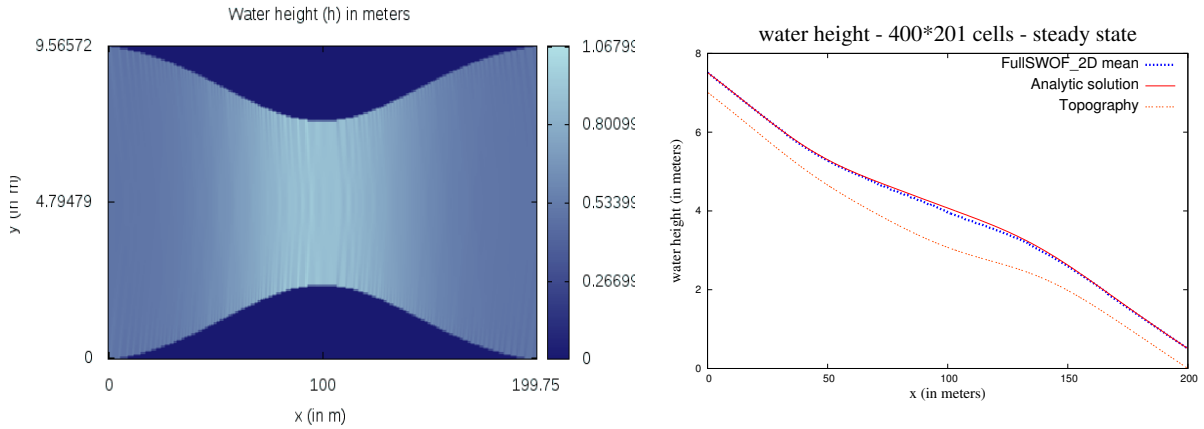 Water height (h) in meters
9.56572
4.79479
0
y (in m)
0
100
199.75
x (in m)
1.06799
0.80099
0.53399
0.26699
0
water height - 400*201 cells - steady state
FullSWOF_2D mean
Analytic solution
Topography
8
6
4
2
0
water height (in meters)
0
50
100
150
200
x (in meters)